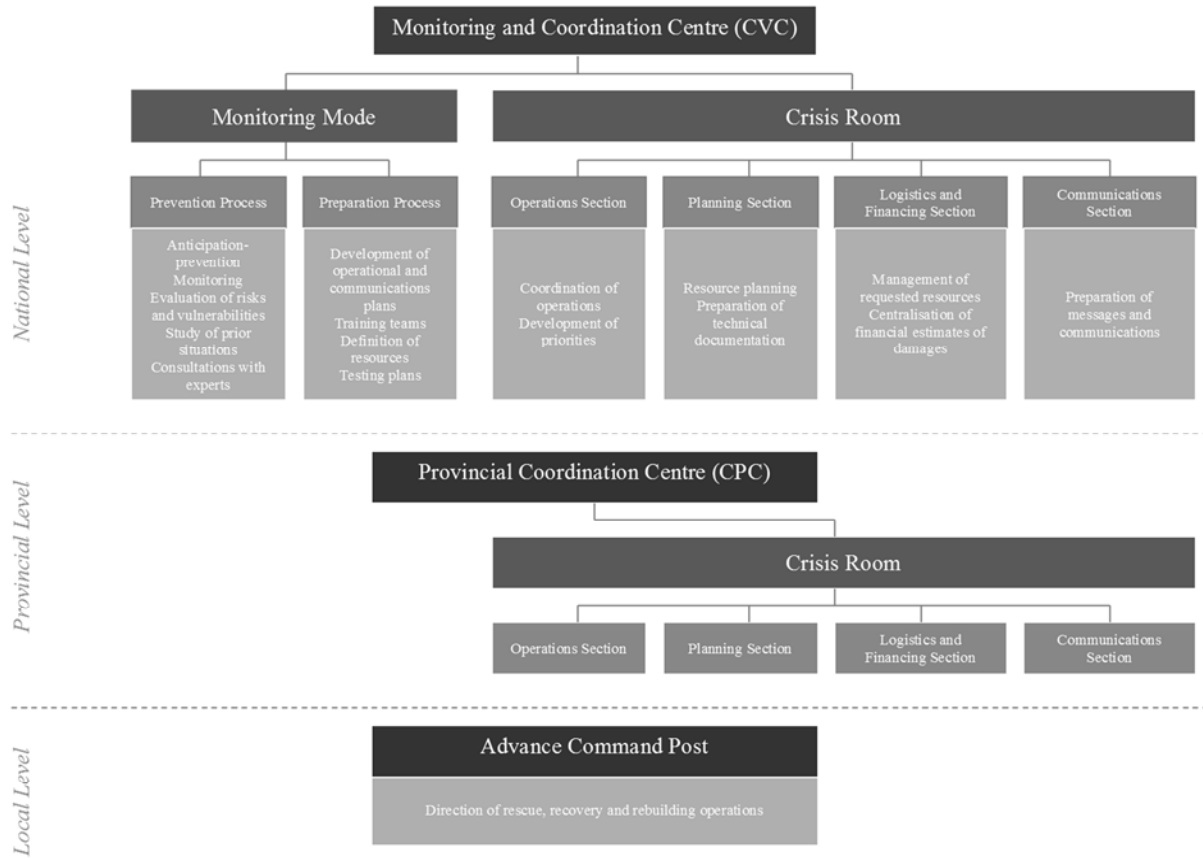 Monitoring and Coordination Centre (CVC)
Monitoring Mode
Crisis Room
Prevention Process
Preparation Process
Operations Section
Planning Section
Logistics and
Financing Section
Communications
Section
Anticipation-
prevention
Monitoring
Evaluation of risks
and vulnerabilities
Study of prior
situations
Consultations with
experts
Development of
operational and
communications
plans
Training teams
Definition of
resources
Testing plans
Coordination of
operations
Development of
priorities
Resource planning
Preparation of
technical
documentation
Management of
requested resources
Centralisation of
financial estimates of
damages
Preparation of
messages and
communications
National Level
Provincial Coordination Centre (CPC)
Crisis Room
Operations Section
Planning Section
Logistics and
Financing Section
Communications
Section
Provincial Level
Advance Command Post
Direction of rescue, recovery and rebuilding operations
Local Level